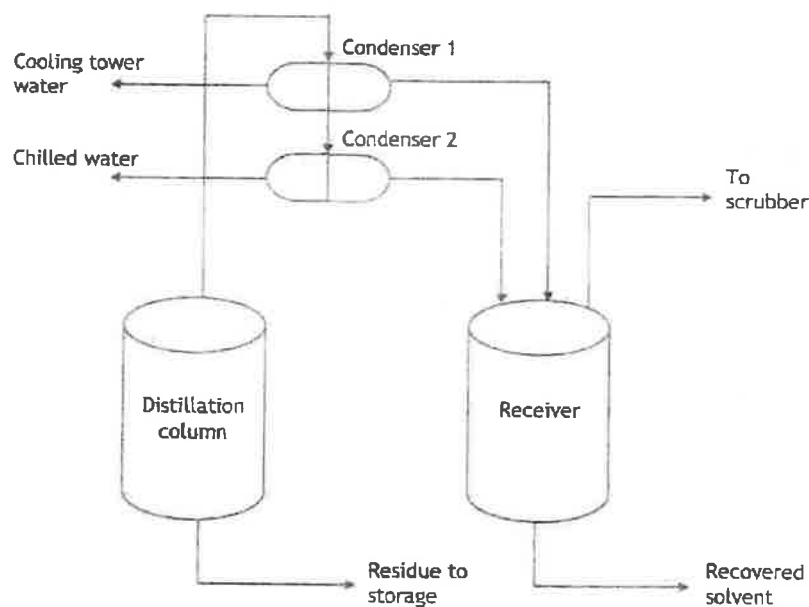 Condenser 1
Cooling tower
water
Condenser 2
Chilled water
To
scrubber
Distillation
column
Receiver
Residue to
storage
Recovered
solvent